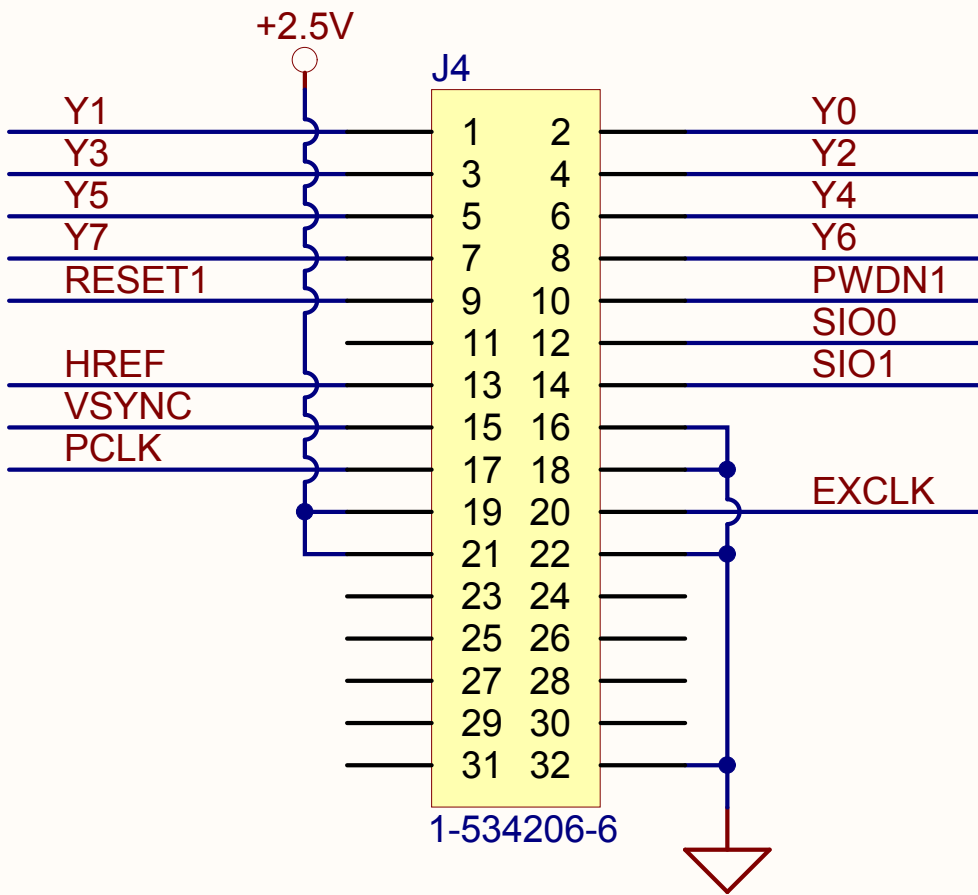 +2.5V
J4
Y1 1 2 Y0
Y3 3 4 Y2
Y5 5 6 Y4
Y7 7 8 Y6
RESET1 9 10 PWDN1
11 12 SIO0
HREF 13 14 SIO1
VSYNC 15 16
PCLK 17 18
19 20 EXCLK
21 22
23 24
25 26
27 28
29 30
31 32
1-534206-6